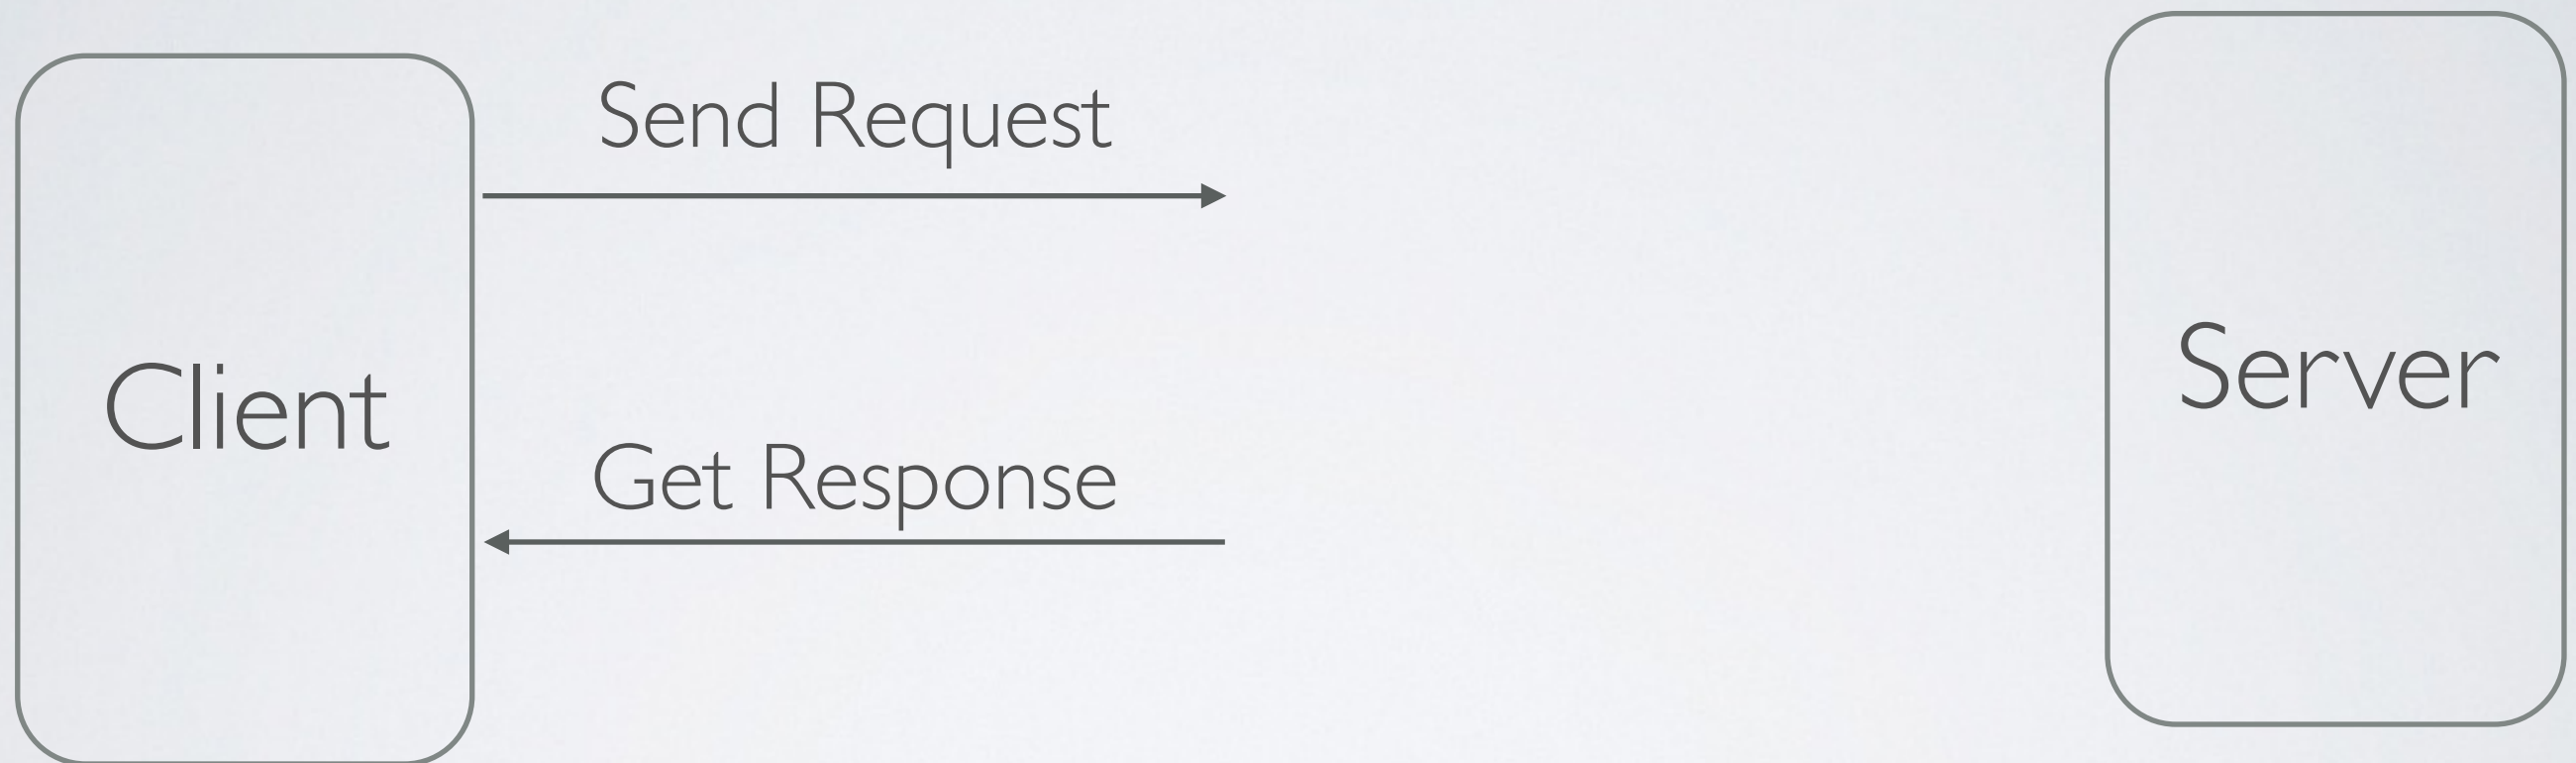 Send Request
Client
Server
Get Response